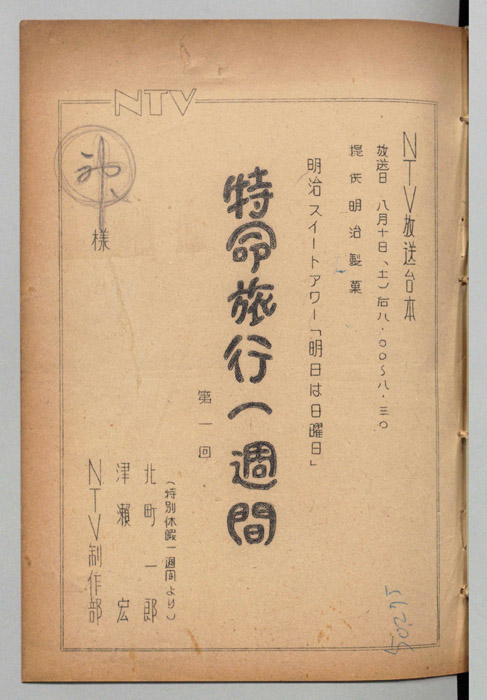 NTV
NTV放送台本
放送日 八月十日、(土)后八・〇〇〜八・三〇
提供 明治製菓
明治スイートアワー「明日は日曜日」
特命旅行一週間
第一回
(特別休暇一週間より)
北町一郎
津瀬宏
NTV制作部
様
50275